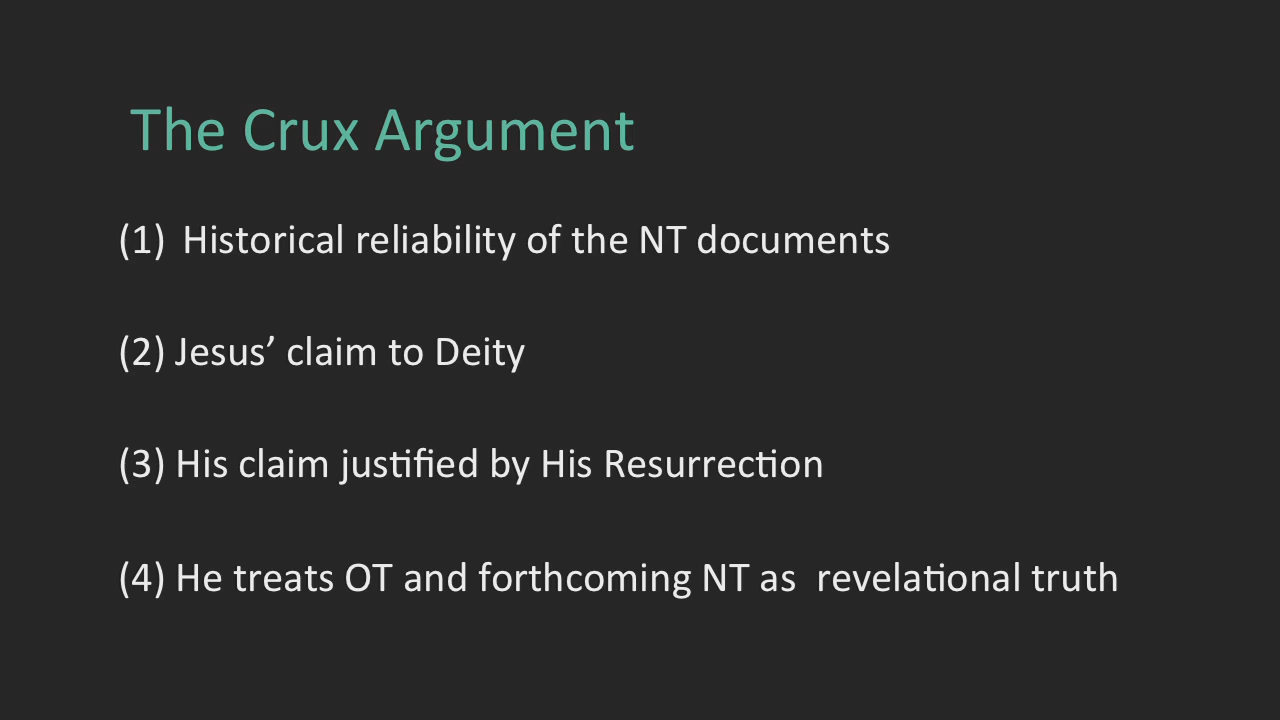 The Crux Argument
(1) Historical reliability of the NT documents
(2) Jesus’ claim to Deity
(3) His claim justified by His Resurrection
(4) He treats OT and forthcoming NT as revelational truth